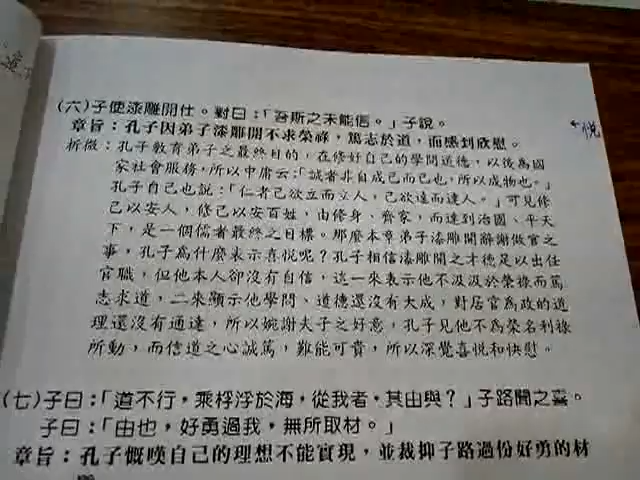 (六)子使漆雕開仕。對曰:「吾斯之未能信。」子說。
悅
章旨:孔子因弟子漆雕開不求榮祿,篤志於道,而感到欣慰。
析微:孔子教育弟子之最終目的,在修好自己的學問道德,以後為國
家社會服務,所以中庸云:「誠者非自成己而已也,所以成物也。」
孔子自己也說:「仁者己欲立而立人,己欲達而達人。」可見修
己以安人,修己以安百姓,由修身、齊家,而達到治國、平天
下,是一個儒者最終之目標。那麼本章弟子漆雕開辭謝做官之
事,孔子為什麼表示喜悅呢?孔子相信漆雕開之才德足以出任
官職,但他本人卻沒有自信,這一來表示他不汲汲於榮祿而篤
志求道,二來顯示他學問、道德還沒有大成,對居官為政的道
理還沒有通達,所以婉謝夫子之好意,孔子見他不為榮名利祿
所動,而信道之心誠篤,難能可貴,所以深覺喜悅和快慰。
(七)子曰:「道不行,乘桴浮於海,從我者,其由與?」子路聞之喜。
子曰:「由也,好勇過我,無所取材。」
章旨:孔子慨嘆自己的理想不能實現,並裁抑子路過份好勇的材